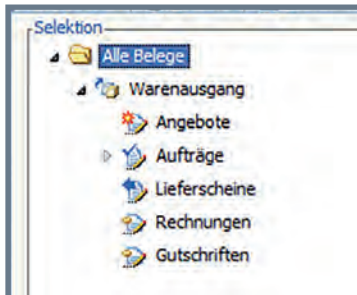 Selektion
Alle Belege
Warenausgang
Angebote
Aufträge
Lieferscheine
Rechnungen
Gutschriften